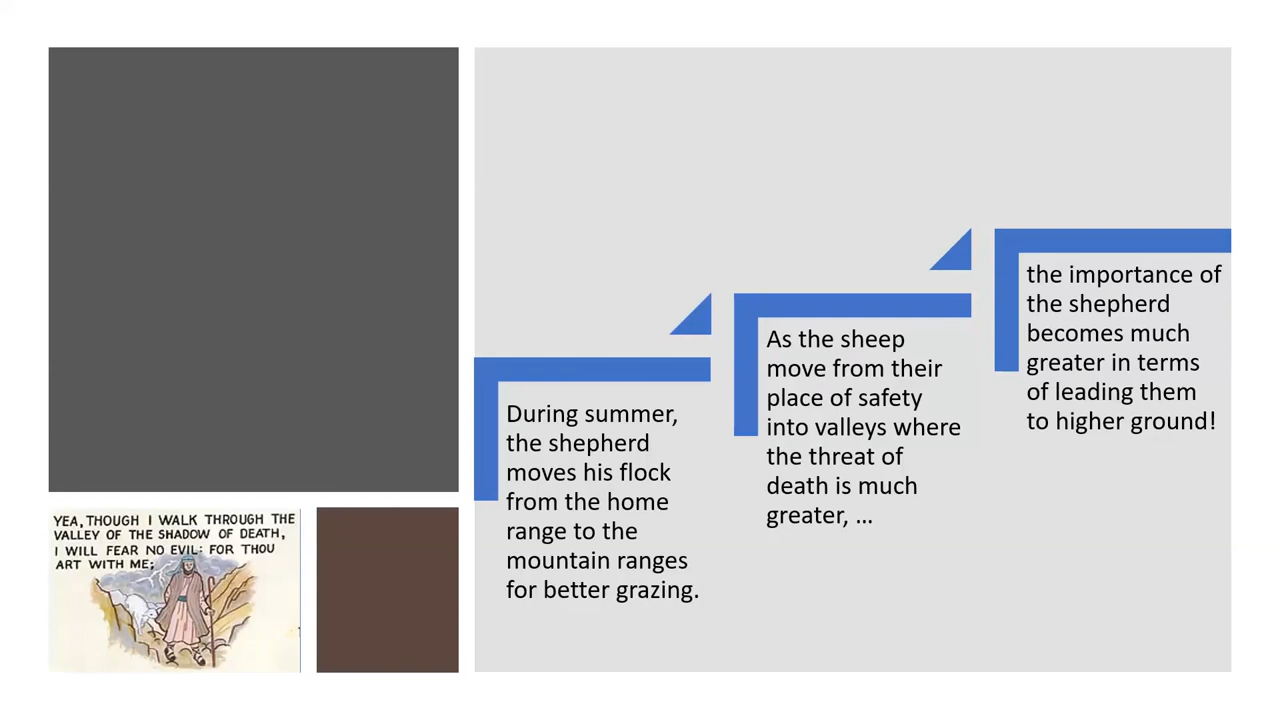 YEA, THOUGH I WALK THROUGH THE
VALLEY OF THE SHADOW OF DEATH,
I WILL FEAR NO EVIL: FOR THOU
ART WITH ME;
During summer,
the shepherd
moves his flock
from the home
range to the
mountain ranges
for better grazing.
As the sheep
move from their
place of safety
into valleys where
the threat of
death is much
greater, …
the importance of
the shepherd
becomes much
greater in terms
of leading them
to higher ground!